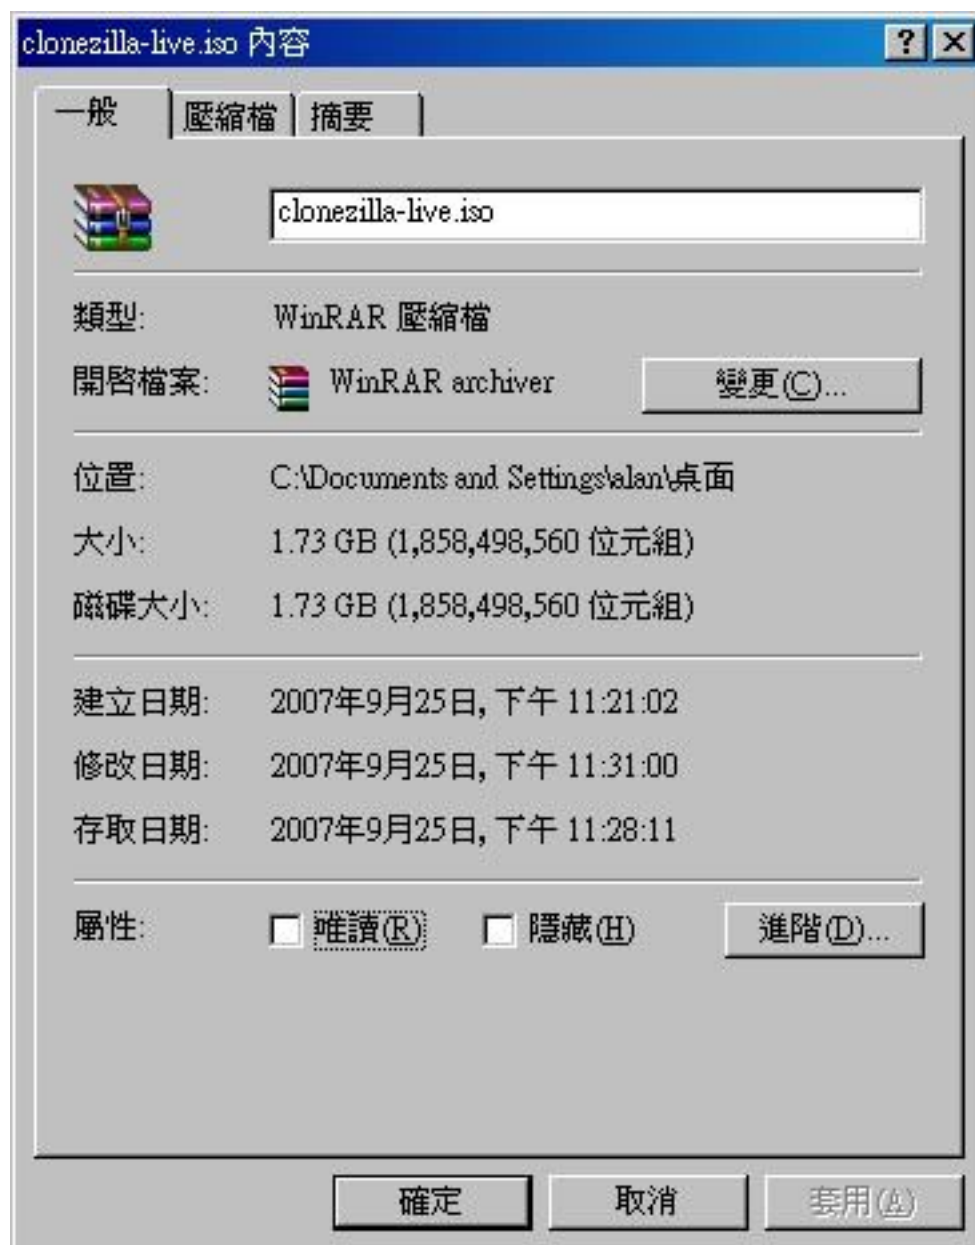 clonezilla-live.iso 內容
一般 壓縮檔 摘要
clonezilla-live.iso
類型: WinRAR 壓縮檔
開啓檔案: WinRAR archiver 變更(C)...
位置: C:\Documents and Settings\alan\桌面
大小: 1.73 GB (1,858,498,560 位元組)
磁碟大小: 1.73 GB (1,858,498,560 位元組)
建立日期: 2007年9月25日, 下午 11:21:02
修改日期: 2007年9月25日, 下午 11:31:00
存取日期: 2007年9月25日, 下午 11:28:11
屬性: 唯讀(R) 隱藏(H) 進階(D)...
確定 取消 套用(A)